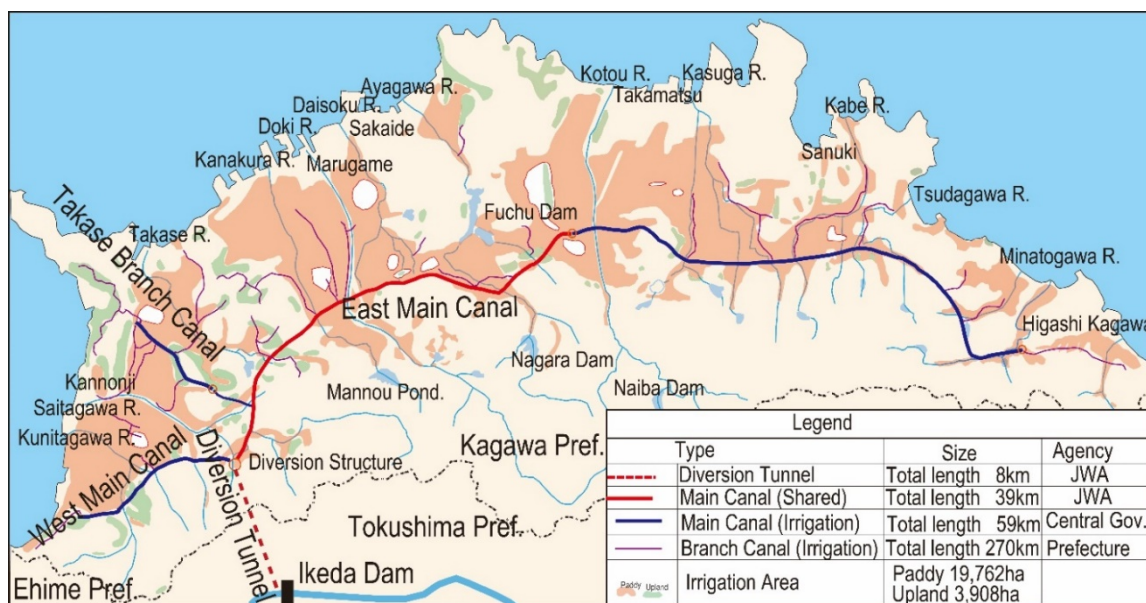 Kotou R.
Kasuga R.
Ayagawa R.
Takamatsu
Daisoku R.
Kabe R.
Doki R.
Sakaide
Kanakura R.
Marugame
Sanuki
Tsudagawa R.
Fuchu Dam
Takase R.
Takase Branch Canal
Minatogawa R.
East Main Canal
Higashi Kagawa
Nagara Dam
Kannonji
Mannou Pond.
Naiba Dam
Saitagawa R.
Kunitagawa R.
Diversion Structure
Kagawa Pref.
West Main Canal
Diversion Tunnel
Tokushima Pref.
Ikeda Dam
Ehime Pref.
Legend
Type Size Agency
Diversion Tunnel Total length 8km JWA
Main Canal (Shared) Total length 39km JWA
Main Canal (Irrigation) Total length 59km Central Gov.
Branch Canal (Irrigation) Total length 270km Prefecture
Paddy Upland Irrigation Area Paddy 19,762ha
Upland 3,908ha